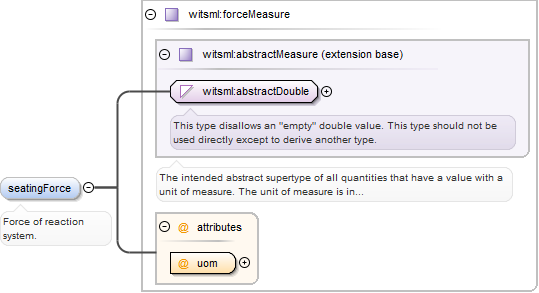 witsml:forceMeasure
witsml:abstractMeasure (extension base)
witsml:abstractDouble
This type disallows an "empty" double value. This type should not be
used directly except to derive another type.
The intended abstract supertype of all quantities that have a value with a
unit of measure. The unit of measure is in...
seatingForce
Force of reaction
system.
@ attributes
@ uom